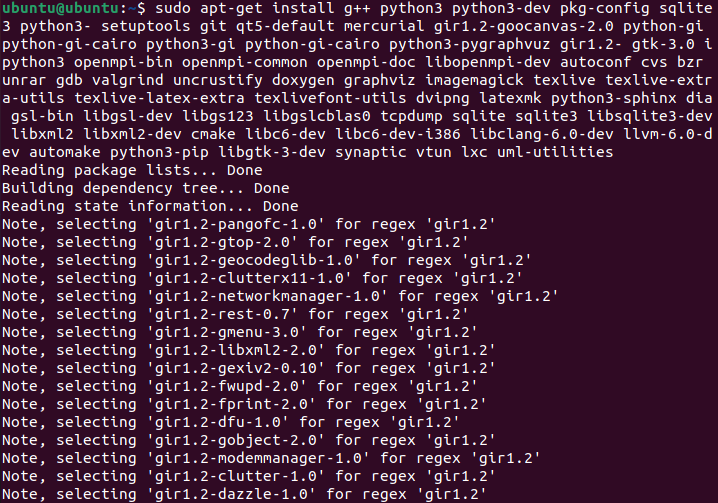 ubuntu@ubuntu:~$ sudo apt-get install g++ python3 python3-dev pkg-config sqlite
3 python3- setuptools git qt5-default mercurial gir1.2-goocanvas-2.0 python-gi
python-gi-cairo python3-gi python-gi-cairo python3-pygraphvuz gir1.2- gtk-3.0 i
python3 openmpi-bin openmpi-common openmpi-doc libopenmpi-dev autoconf cvs bzr
unrar gdb valgrind uncrustify doxygen graphviz imagemagick texlive texlive-extr
a-utils texlive-latex-extra texlivefont-utils dvipng latexmk python3-sphinx dia
 gsl-bin libgsl-dev libgs123 libgslcblas0 tcpdump sqlite sqlite3 libsqlite3-dev
 libxml2 libxml2-dev cmake libc6-dev libc6-dev-i386 libclang-6.0-dev llvm-6.0-d
ev automake python3-pip libgtk-3-dev synaptic vtun lxc uml-utilities
Reading package lists... Done
Building dependency tree... Done
Reading state information... Done
Note, selecting 'gir1.2-pangofc-1.0' for regex 'gir1.2'
Note, selecting 'gir1.2-gtop-2.0' for regex 'gir1.2'
Note, selecting 'gir1.2-geocodeglib-1.0' for regex 'gir1.2'
Note, selecting 'gir1.2-clutterx11-1.0' for regex 'gir1.2'
Note, selecting 'gir1.2-networkmanager-1.0' for regex 'gir1.2'
Note, selecting 'gir1.2-rest-0.7' for regex 'gir1.2'
Note, selecting 'gir1.2-gmenu-3.0' for regex 'gir1.2'
Note, selecting 'gir1.2-libxml2-2.0' for regex 'gir1.2'
Note, selecting 'gir1.2-gexiv2-0.10' for regex 'gir1.2'
Note, selecting 'gir1.2-fwupd-2.0' for regex 'gir1.2'
Note, selecting 'gir1.2-fprint-2.0' for regex 'gir1.2'
Note, selecting 'gir1.2-dfu-1.0' for regex 'gir1.2'
Note, selecting 'gir1.2-gobject-2.0' for regex 'gir1.2'
Note, selecting 'gir1.2-modemmanager-1.0' for regex 'gir1.2'
Note, selecting 'gir1.2-clutter-1.0' for regex 'gir1.2'
Note, selecting 'gir1.2-dazzle-1.0' for regex 'gir1.2'